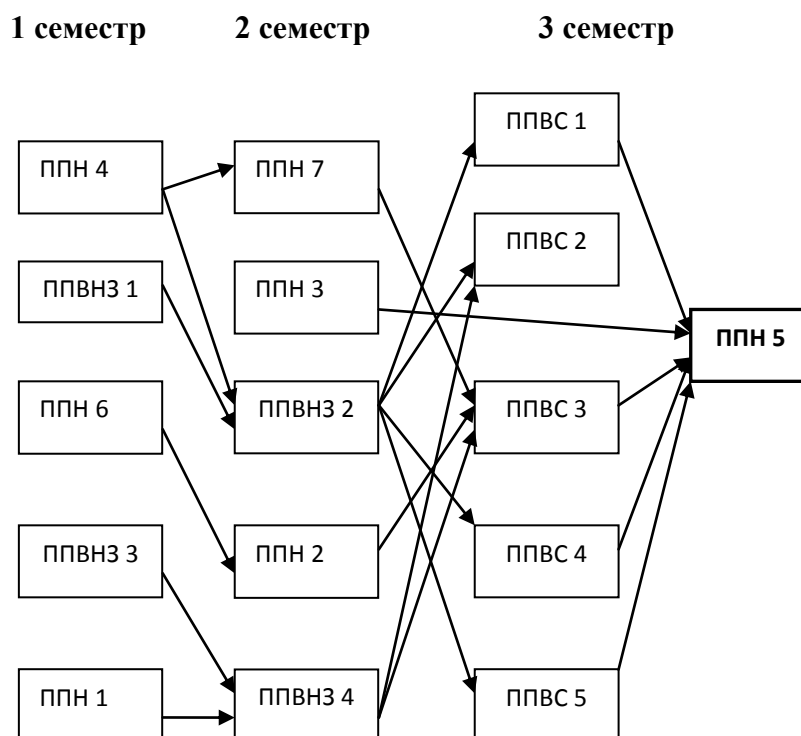 1 семестр 2 семестр 3 семестр
ППВС 1
ППН 4 ППН 7
ППВС 2
ППВНЗ 1 ППН 3
ППН 5
ППН 6 ППВНЗ 2 ППВС 3
ППВНЗ 3 ППН 2 ППВС 4
ППН 1 ППВНЗ 4 ППВС 5